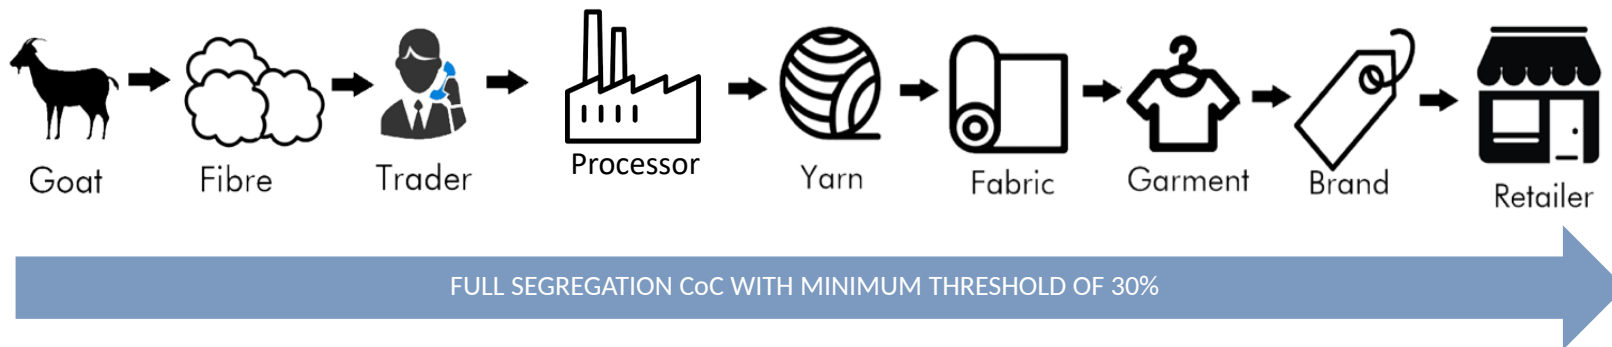 Goat
Fibre
Trader
Processor
Yarn
Fabric
Garment
Brand
Retailer
FULL SEGREGATION CoC WITH MINIMUM THRESHOLD OF 30%